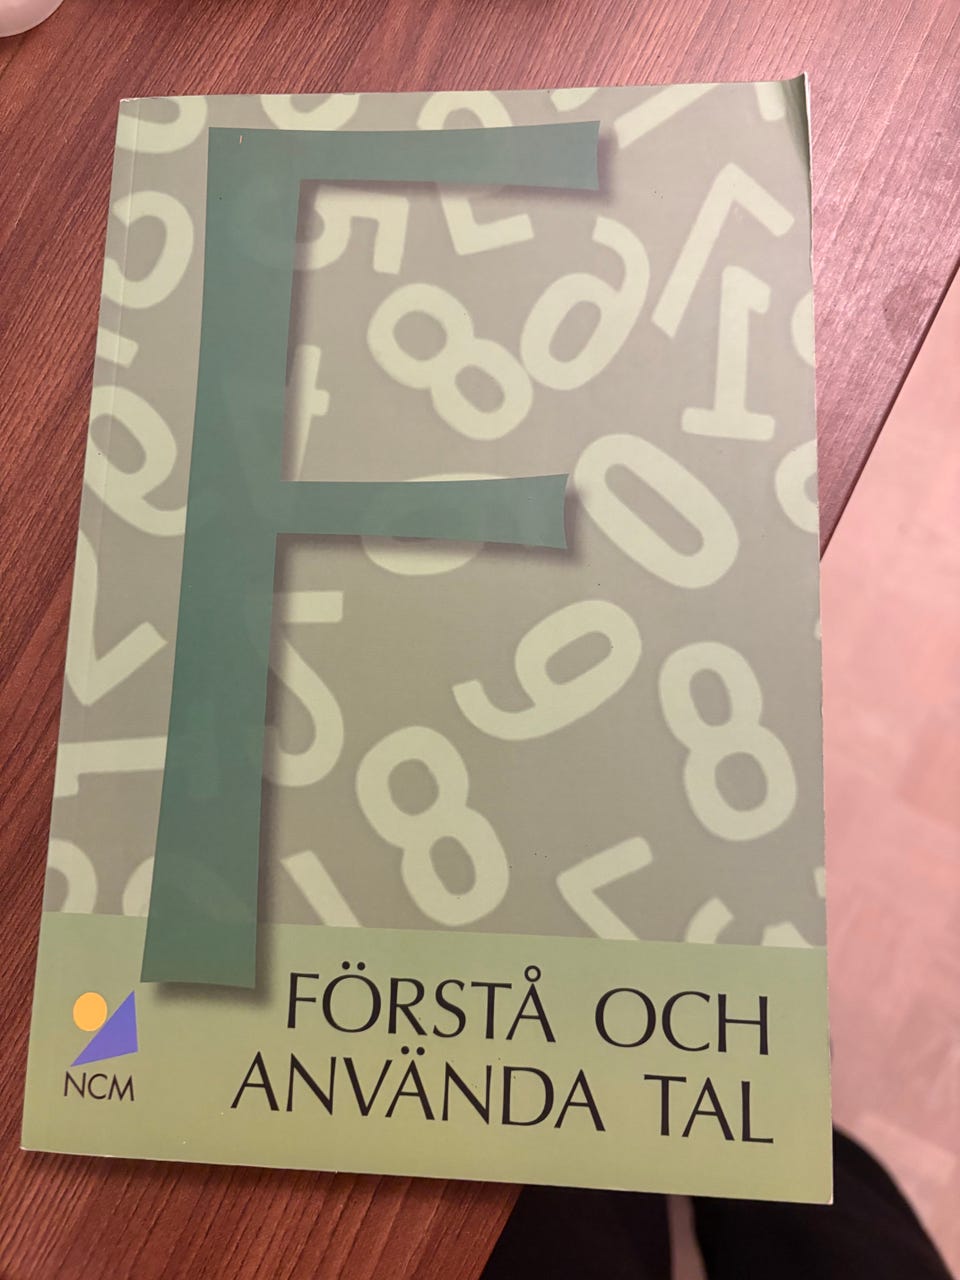 F
FÖRSTÅ OCH
ANVÄNDA TAL
NCM